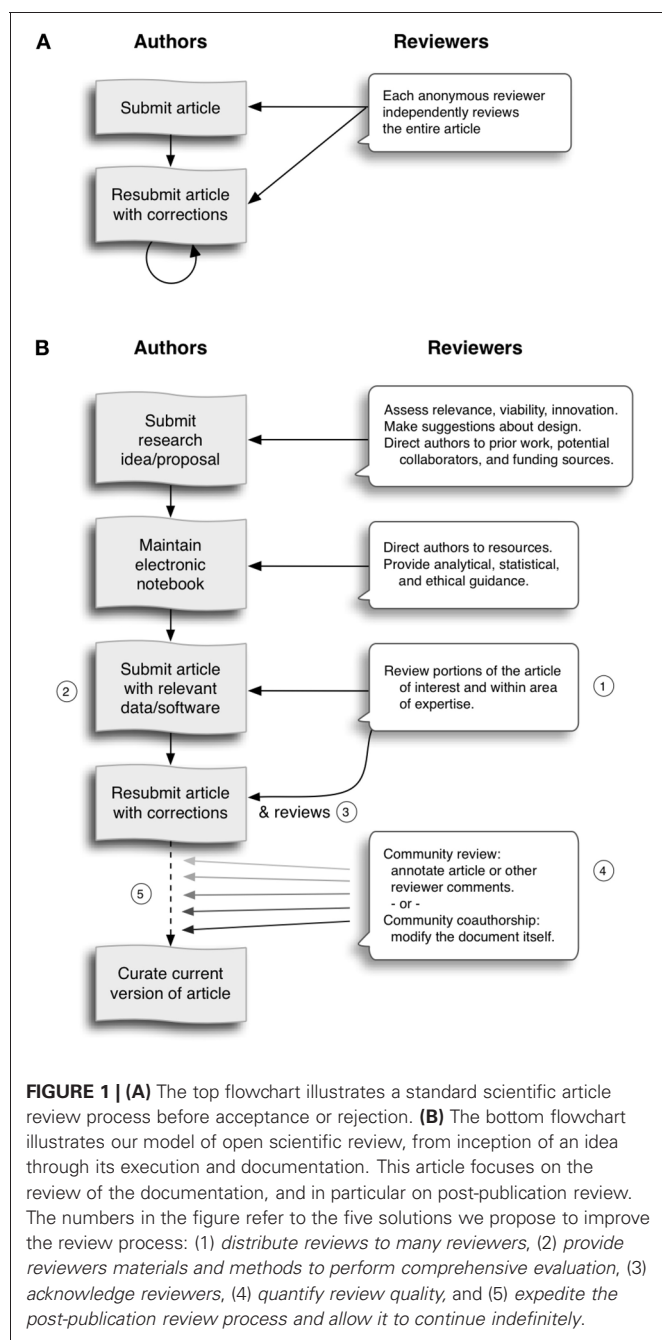 A
Authors
Reviewers
Submit article
Each anonymous reviewer
independently reviews
the entire article
Resubmit article
with corrections
B
Authors
Reviewers
Submit
research
idea/proposal
Assess relevance, viability, innovation.
Make suggestions about design.
Direct authors to prior work, potential
collaborators, and funding sources.
Maintain
electronic
notebook
Direct authors to resources.
Provide analytical, statistical,
and ethical guidance.
2
Submit article
with relevant
data/software
Review portions of the article
of interest and within area
of expertise.
1
Resubmit article
with corrections
& reviews 3
5
Community review:
annotate article or other
reviewer comments.
- or -
Community coauthorship:
modify the document itself.
4
Curate current
version of article
FIGURE 1 | (A) The top flowchart illustrates a standard scientific article
review process before acceptance or rejection. (B) The bottom flowchart
illustrates our model of open scientific review, from inception of an idea
through its execution and documentation. This article focuses on the
review of the documentation, and in particular on post-publication review.
The numbers in the figure refer to the five solutions we propose to improve
the review process: (1) distribute reviews to many reviewers, (2) provide
reviewers materials and methods to perform comprehensive evaluation, (3)
acknowledge reviewers, (4) quantify review quality, and (5) expedite the
post-publication review process and allow it to continue indefinitely.